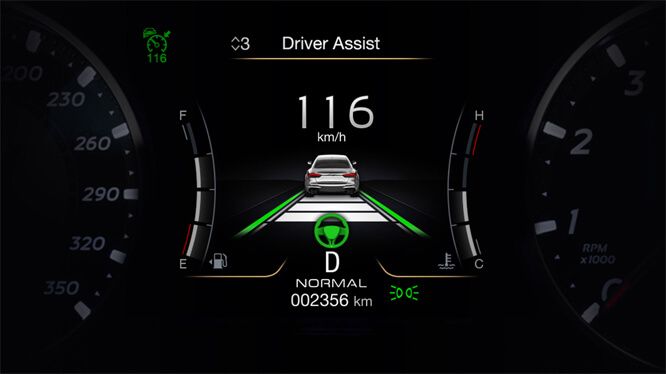 3 Driver Assist
116
200
230
260
290
320
350
116
km/h
F
E
H
C
D
NORMAL
002356 km
3
2
1
0
RPM
x1000